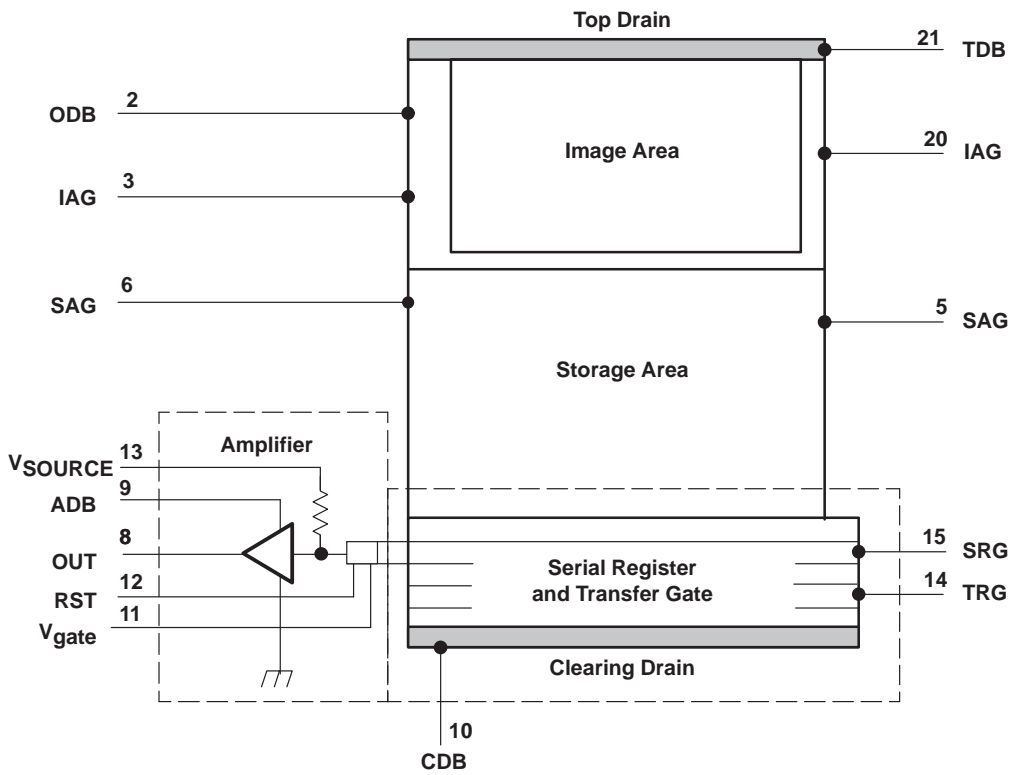 Top Drain
21 TDB
2
ODB
Image Area
20 IAG
3
IAG
6
SAG
5 SAG
Storage Area
Amplifier
13
VSOURCE
9
ADB
8
OUT
12
RST
11
Vgate
15 SRG
Serial Register
and Transfer Gate
14 TRG
Clearing Drain
10
CDB